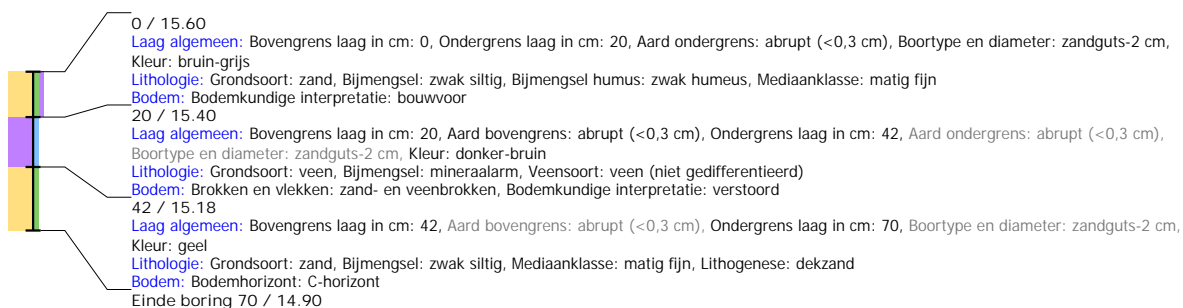 0 / 15.60
Laag algemeen: Bovengrens laag in cm: 0, Ondergrens laag in cm: 20, Aard ondergrens: abrupt (<0,3 cm), Boortype en diameter: zandguts-2 cm,
Kleur: bruin-grijs
Lithologie: Grondsoort: zand, Bijmengsel: zwak siltig, Bijmengsel humus: zwak humeus, Mediaanklasse: matig fijn
Bodem: Bodemkundige interpretatie: bouwvoor
20 / 15.40
Laag algemeen: Bovengrens laag in cm: 20, Aard bovengrens: abrupt (<0,3 cm), Ondergrens laag in cm: 42, Aard ondergrens: abrupt (<0,3 cm),
Boortype en diameter: zandguts-2 cm, Kleur: donker-bruin
Lithologie: Grondsoort: veen, Bijmengsel: mineraalarm, Veensoort: veen (niet gedifferentieerd)
Bodem: Brokken en vlekken: zand- en veenbrokken, Bodemkundige interpretatie: verstoord
42 / 15.18
Laag algemeen: Bovengrens laag in cm: 42, Aard bovengrens: abrupt (<0,3 cm), Ondergrens laag in cm: 70, Boortype en diameter: zandguts-2 cm,
Kleur: geel
Lithologie: Grondsoort: zand, Bijmengsel: zwak siltig, Mediaanklasse: matig fijn, Lithogenese: dekzand
Bodem: Bodemhorizont: C-horizont
Einde boring 70 / 14.90